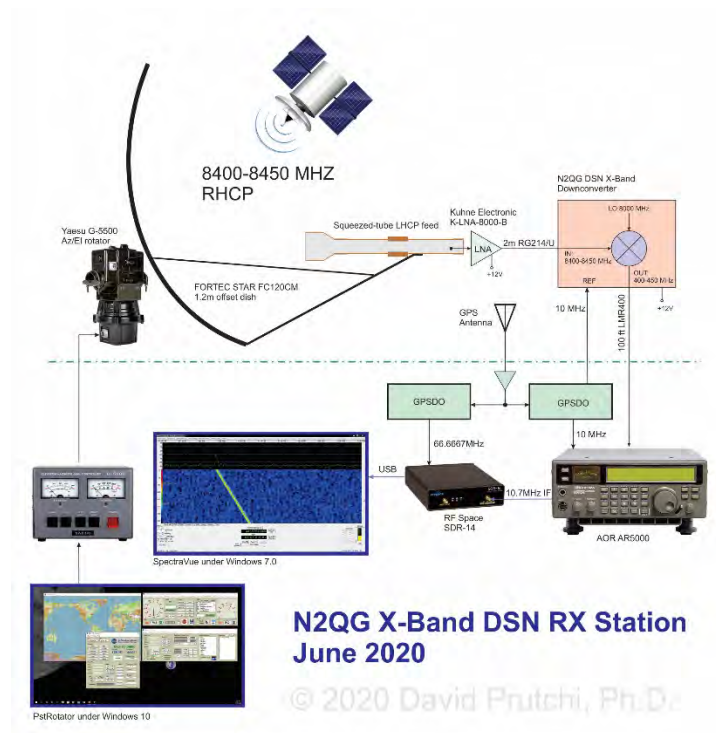 8400-8450 MHZ
RHCP
N2QG DSN X-Band
Downconverter
LO 8000 MHz
Kuhne Electronic
K-LNA-8000-B
Squeezed-tube LHCP feed
LNA
2m RG214/U
IN:
8400-8450 MHz
OUT:
400-450 MHz
REF
+12V
+12V
Yaesu G-5500
Az/El rotator
FORTEC STAR FC120CM
1.2m offset dish
GPS
Antenna
10 MHz
100 ft LMR400
GPSDO
GPSDO
66.6667MHz
10 MHz
USB
10.7MHz IF
RF Space
SDR-14
AOR AR5000
SpectraVue under Windows 7.0
N2QG X-Band DSN RX Station
June 2020
© 2020 David Prutchi, Ph.D.
PstRotator under Windows 10